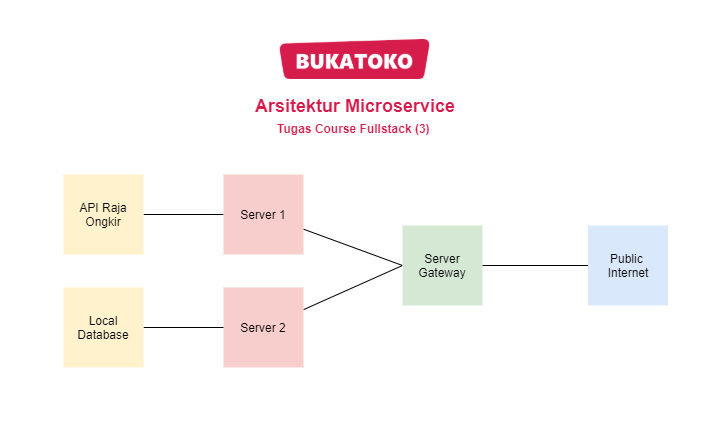 BUKATOKO
Arsitektur Microservice
Tugas Course Fullstack (3)
API Raja
Ongkir
Server 1
Server
Gateway
Public
Internet
Local
Database
Server 2